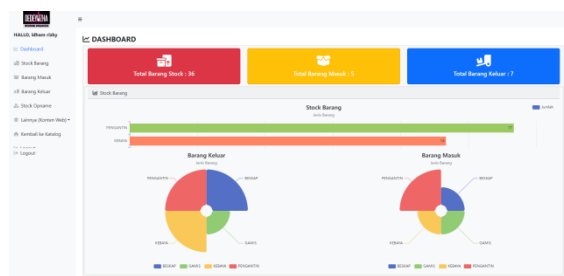 DEDEYATHA
HALLO, Idham rizky
Dashboard
Stock Barang
Barang Masuk
Barang Keluar
Stock Opname
Lainnya (Konten Web)
Kembali ke Katalog
Logout
DASHBOARD
Total Barang Stock : 36
Total Barang Masuk : 5
Total Barang Keluar : 7
Stock Barang
Stock Barang
Jenis Barang
Jumlah
PENGANTIN
KEBAYA
Barang Keluar
Jenis Barang
PENGANTIN
BESKAP
KEBAYA
GAMIS
BESKAP GAMIS KEBAYA PENGANTIN
Barang Masuk
Jenis Barang
PENGANTIN
BESKAP
KEBAYA
GAMIS
BESKAP GAMIS KEBAYA PENGANTIN